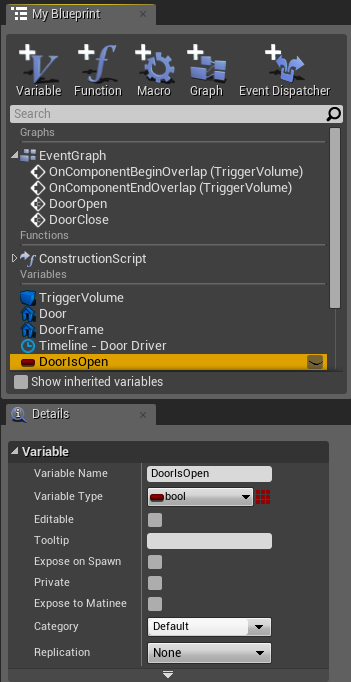 My Blueprint
Variable Function Macro Graph Event Dispatcher
Search
Graphs
EventGraph
OnComponentBeginOverlap (TriggerVolume)
OnComponentEndOverlap (TriggerVolume)
DoorOpen
DoorClose
Functions
ConstructionScript
Variables
TriggerVolume
Door
DoorFrame
Timeline - Door Driver
DoorIsOpen
Show inherited variables
Details
Variable
Variable Name DoorIsOpen
Variable Type bool
Editable
Tooltip
Expose on Spawn
Private
Expose to Matinee
Category Default
Replication None